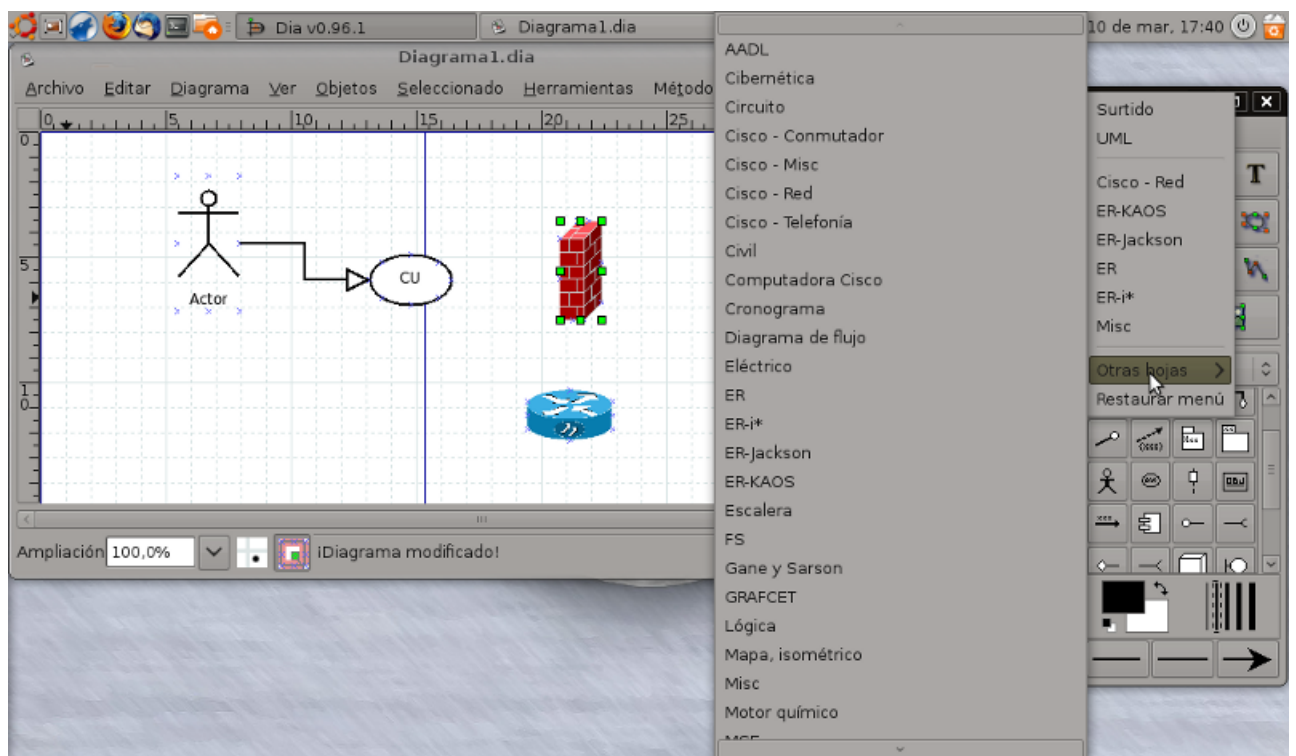 Dia v0.96.1
Diagrama1.dia
10 de mar, 17:40
Diagrama1.dia
Archivo Editar Diagrama Ver Objetos Seleccionado Herramientas Método
0 5 10 15 20 25
0
5
10
Actor
CU
Ampliación 100,0% ¡Diagrama modificado!
AADL
Cibernética
Circuito
Cisco - Conmutador
Cisco - Misc
Cisco - Red
Cisco - Telefonía
Civil
Computadora Cisco
Cronograma
Diagrama de flujo
Eléctrico
ER
ER-i*
ER-Jackson
ER-KAOS
Escalera
FS
Gane y Sarson
GRAFCET
Lógica
Mapa, isométrico
Misc
Motor químico
Surtido
UML
Cisco - Red
ER-KAOS
ER-Jackson
ER
ER-i*
Misc
Otras hojas
Restaurar menú
T